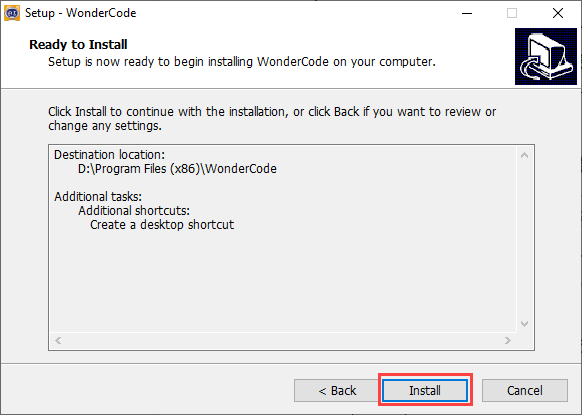 Setup - WonderCode
Ready to Install
Setup is now ready to begin installing WonderCode on your computer.
Click Install to continue with the installation, or click Back if you want to review or
change any settings.
Destination location:
D:\Program Files (x86)\WonderCode
Additional tasks:
Additional shortcuts:
Create a desktop shortcut
< Back
Install
Cancel